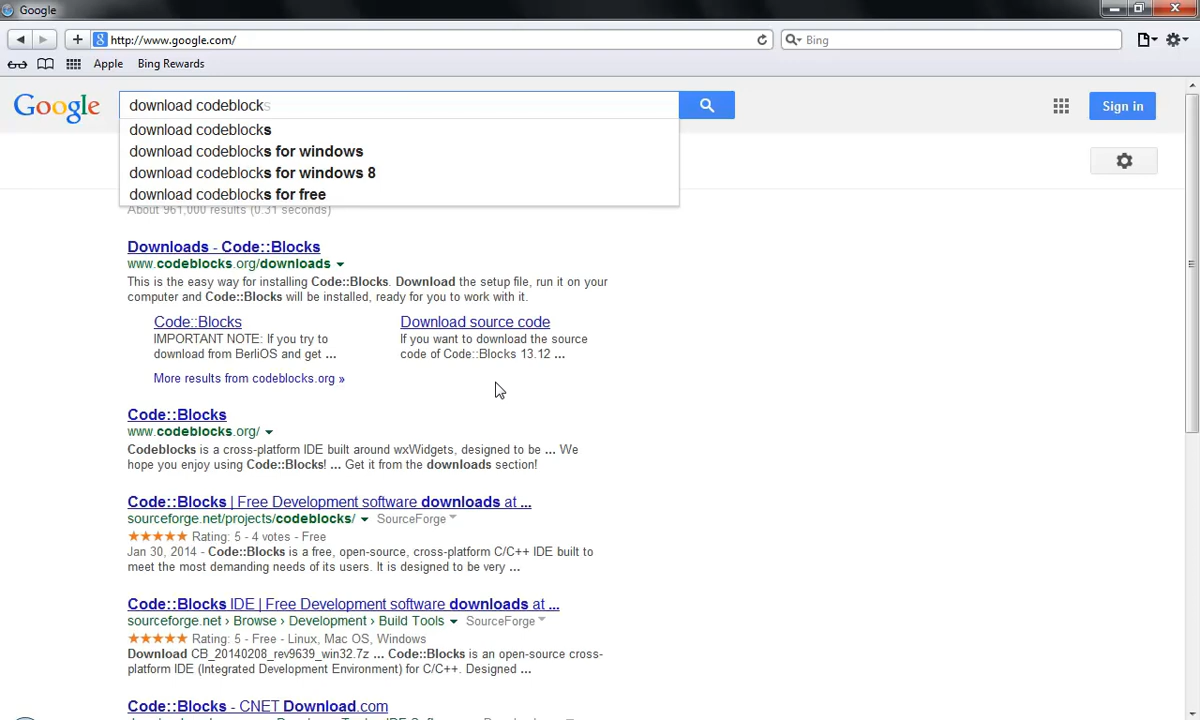 Google
http://www.google.com/
Bing
Apple
Bing Rewards
Google
download codeblocks
Sign in
download codeblocks
download codeblocks for windows
download codeblocks for windows 8
download codeblocks for free
About 961,000 results (0.31 seconds)
Downloads - Code::Blocks
www.codeblocks.org/downloads
This is the easy way for installing Code::Blocks. Download the setup file, run it on your
computer and Code::Blocks will be installed, ready for you to work with it.
Code::Blocks
IMPORTANT NOTE: If you try to
download from BerliOS and get ...
Download source code
If you want to download the source
code of Code::Blocks 13.12 ...
More results from codeblocks.org »
Code::Blocks
www.codeblocks.org/
Codeblocks is a cross-platform IDE built around wxWidgets, designed to be ... We
hope you enjoy using Code::Blocks! ... Get it from the downloads section!
Code::Blocks | Free Development software downloads at ...
sourceforge.net/projects/codeblocks/ SourceForge
Rating: 5 - 4 votes - Free
Jan 30, 2014 - Code::Blocks is a free, open-source, cross-platform C/C++ IDE built to
meet the most demanding needs of its users. It is designed to be very ...
Code::Blocks IDE | Free Development software downloads at ...
sourceforge.net › Browse › Development › Build Tools SourceForge
Rating: 5 - Free - Linux, Mac OS, Windows
Download CB_20140208_rev9639_win32.7z ... Code::Blocks is an open-source cross-
platform IDE (Integrated Development Environment) for C/C++. Designed ...
Code::Blocks - CNET Download.com